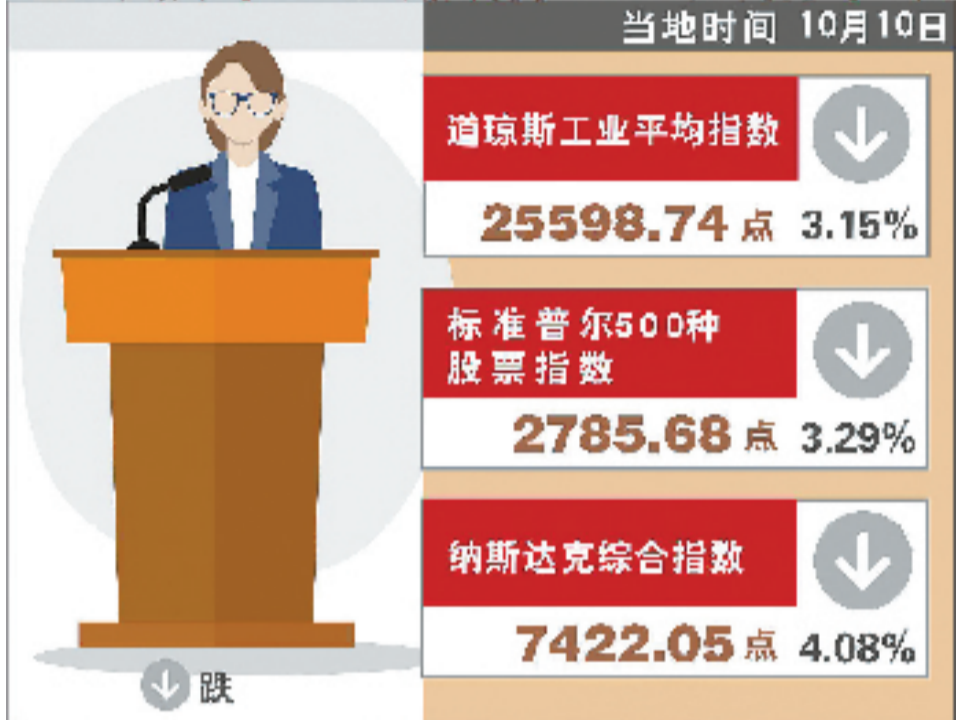 当地时间 10月10日
道琼斯工业平均指数
25598.74点 3.15%
标准普尔500种
股票指数
2785.68点 3.29%
纳斯达克综合指数
7422.05点 4.08%
跌